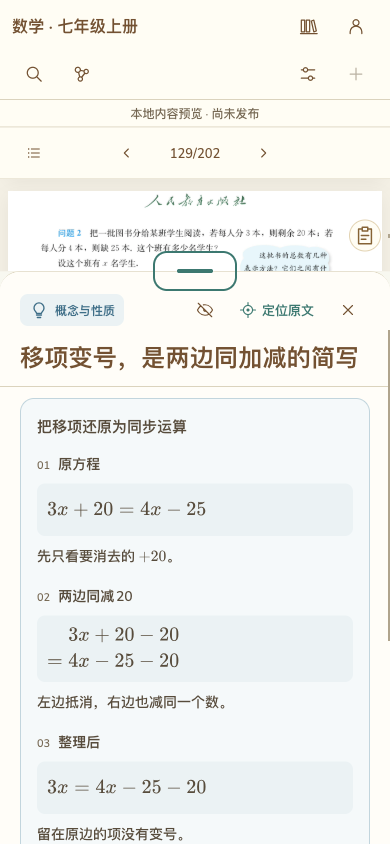 数学 · 七年级上册
本地内容预览 · 尚未发布
129/202
人民教育出版社
问题 2 把一批图书分给某班学生阅读，若每人分 3 本，则剩余 20 本；若
每人分 4 本，则缺 25 本. 这个班有多少名学生?
设这个班有 x 名学生.
这批书的总数有几种
表示方法? 它们之间有什
概念与性质
定位原文
移项变号，是两边同加减的简写
把移项还原为同步运算
01 原方程
3x + 20 = 4x − 25
先只看要消去的 +20。
02 两边同减 20
3x + 20 − 20
= 4x − 25 − 20
左边抵消，右边也减同一个数。
03 整理后
3x = 4x − 25 − 20
留在原边的项没有变号。